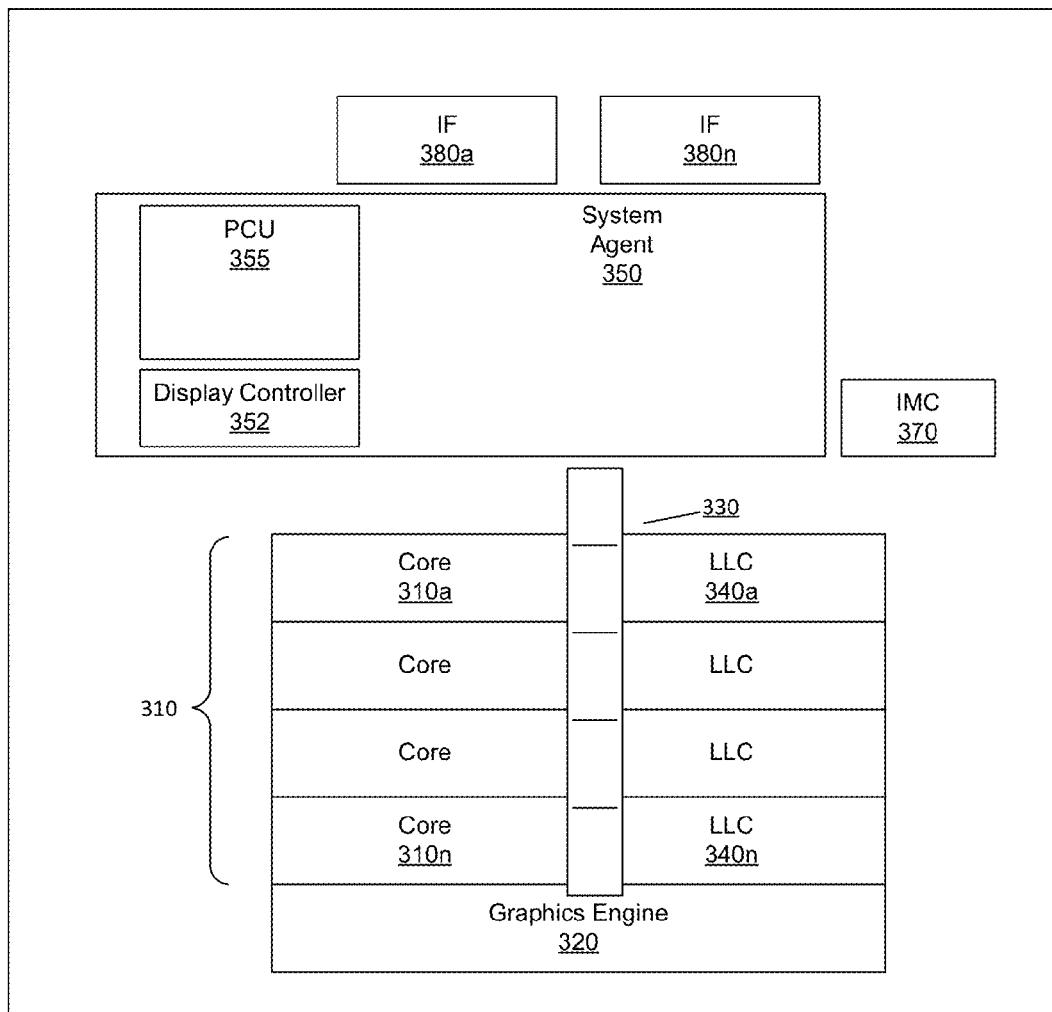 IF
380a
IF
380n
PCU
355
System
Agent
350
Display Controller
352
IMC
370
330
Core
310a
LLC
340a
Core
LLC
310
Core
LLC
Core
310n
LLC
340n
Graphics Engine
320